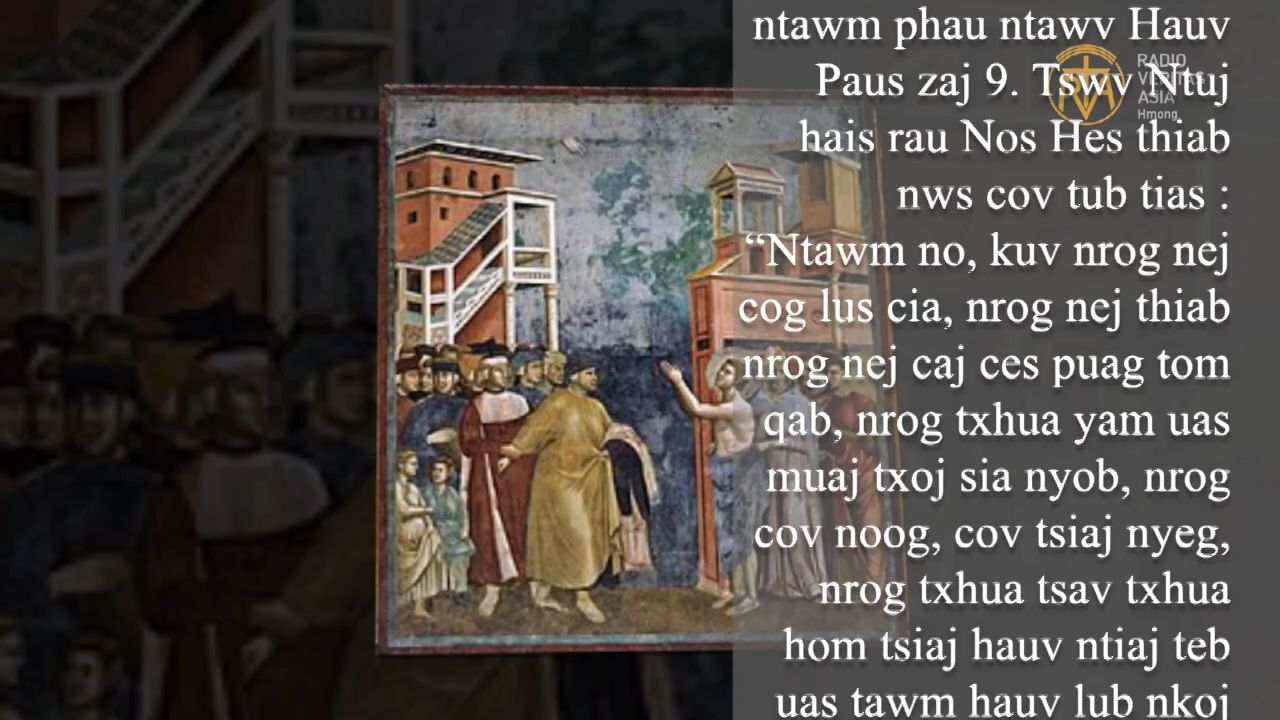 ntawm phau ntawv Hauv
Paus zaj 9. Tswv Ntuj
hais rau Nos Hes thiab
nws cov tub tias :
“Ntawm no, kuv nrog nej
cog lus cia, nrog nej thiab
nrog nej caj ces puag tom
qab, nrog txhua yam uas
muaj txoj sia nyob, nrog
cov noog, cov tsiaj nyeg,
nrog txhua tsav txhua
hom tsiaj hauv ntiaj teb
uas tawm hauv lub nkoj
RADIO
VERITAS
ASIA
Hmong